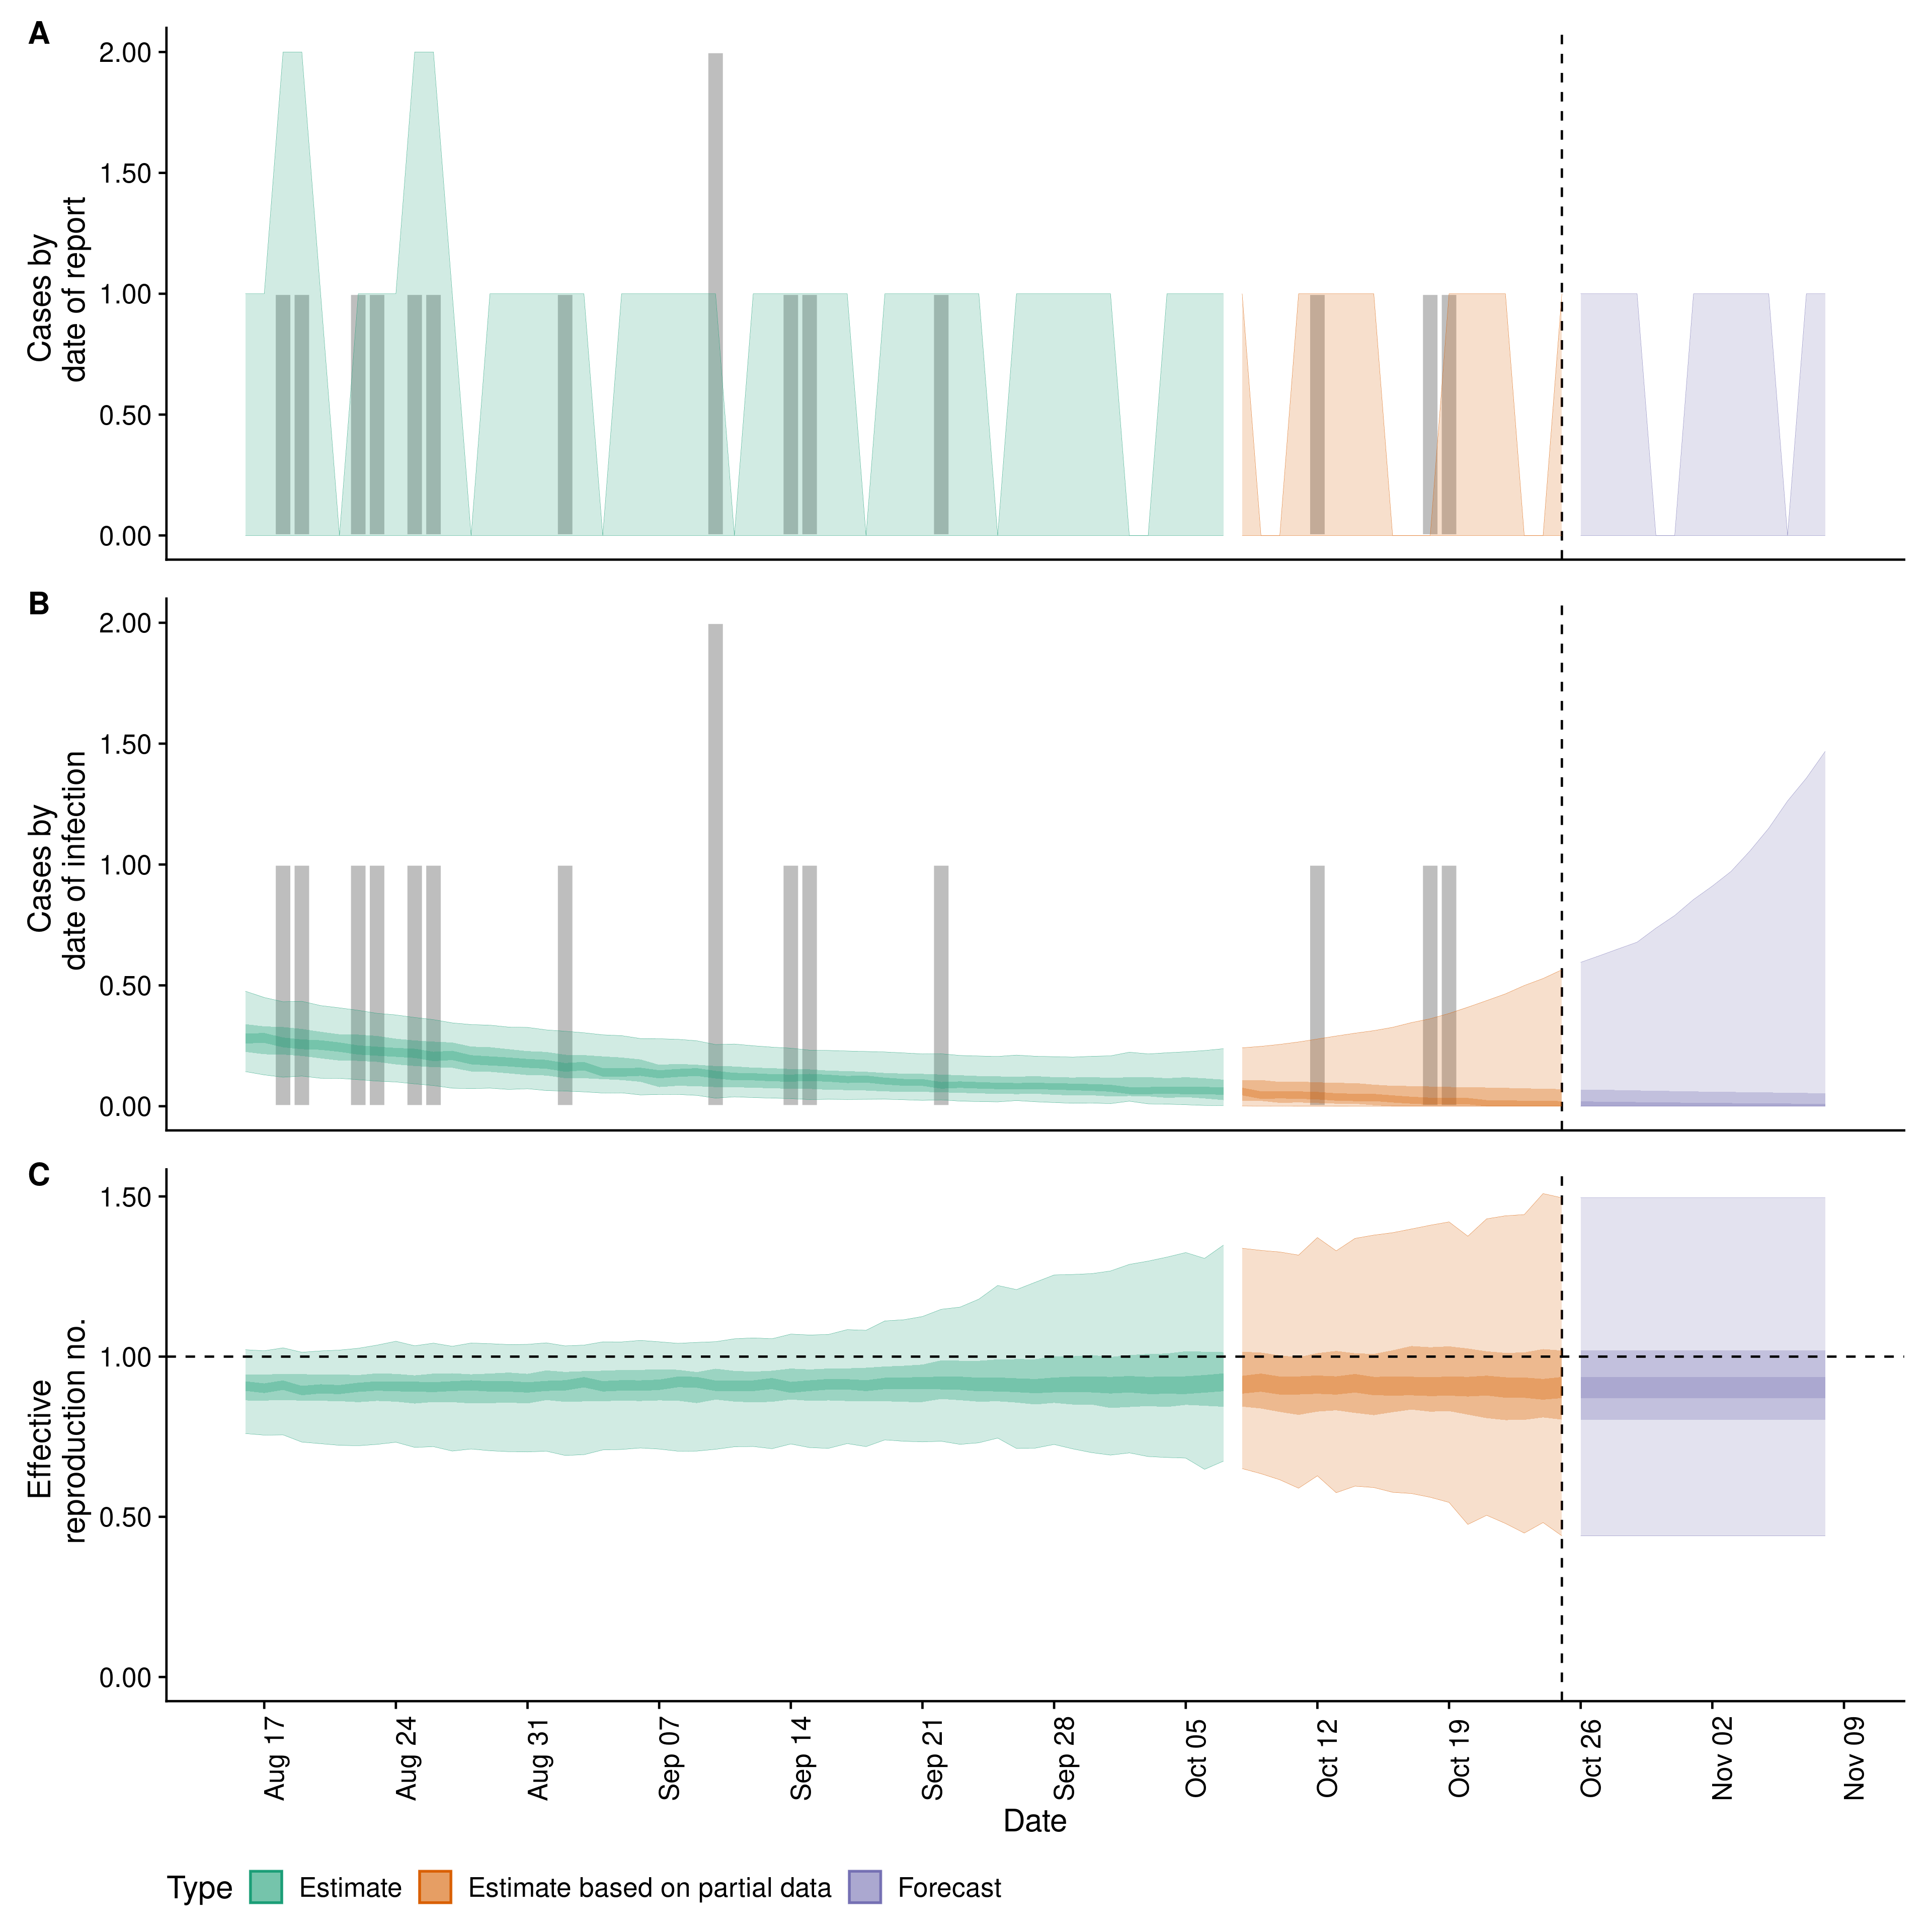 A
Cases by
date of report
2.00
1.50
1.00
0.50
0.00
B
Cases by
date of infection
2.00
1.50
1.00
0.50
0.00
C
Effective
reproduction no.
1.50
1.00
0.50
0.00
Aug 17
Aug 24
Aug 31
Sep 07
Sep 14
Sep 21
Sep 28
Oct 05
Oct 12
Oct 19
Oct 26
Nov 02
Nov 09
Date
Type Estimate Estimate based on partial data Forecast